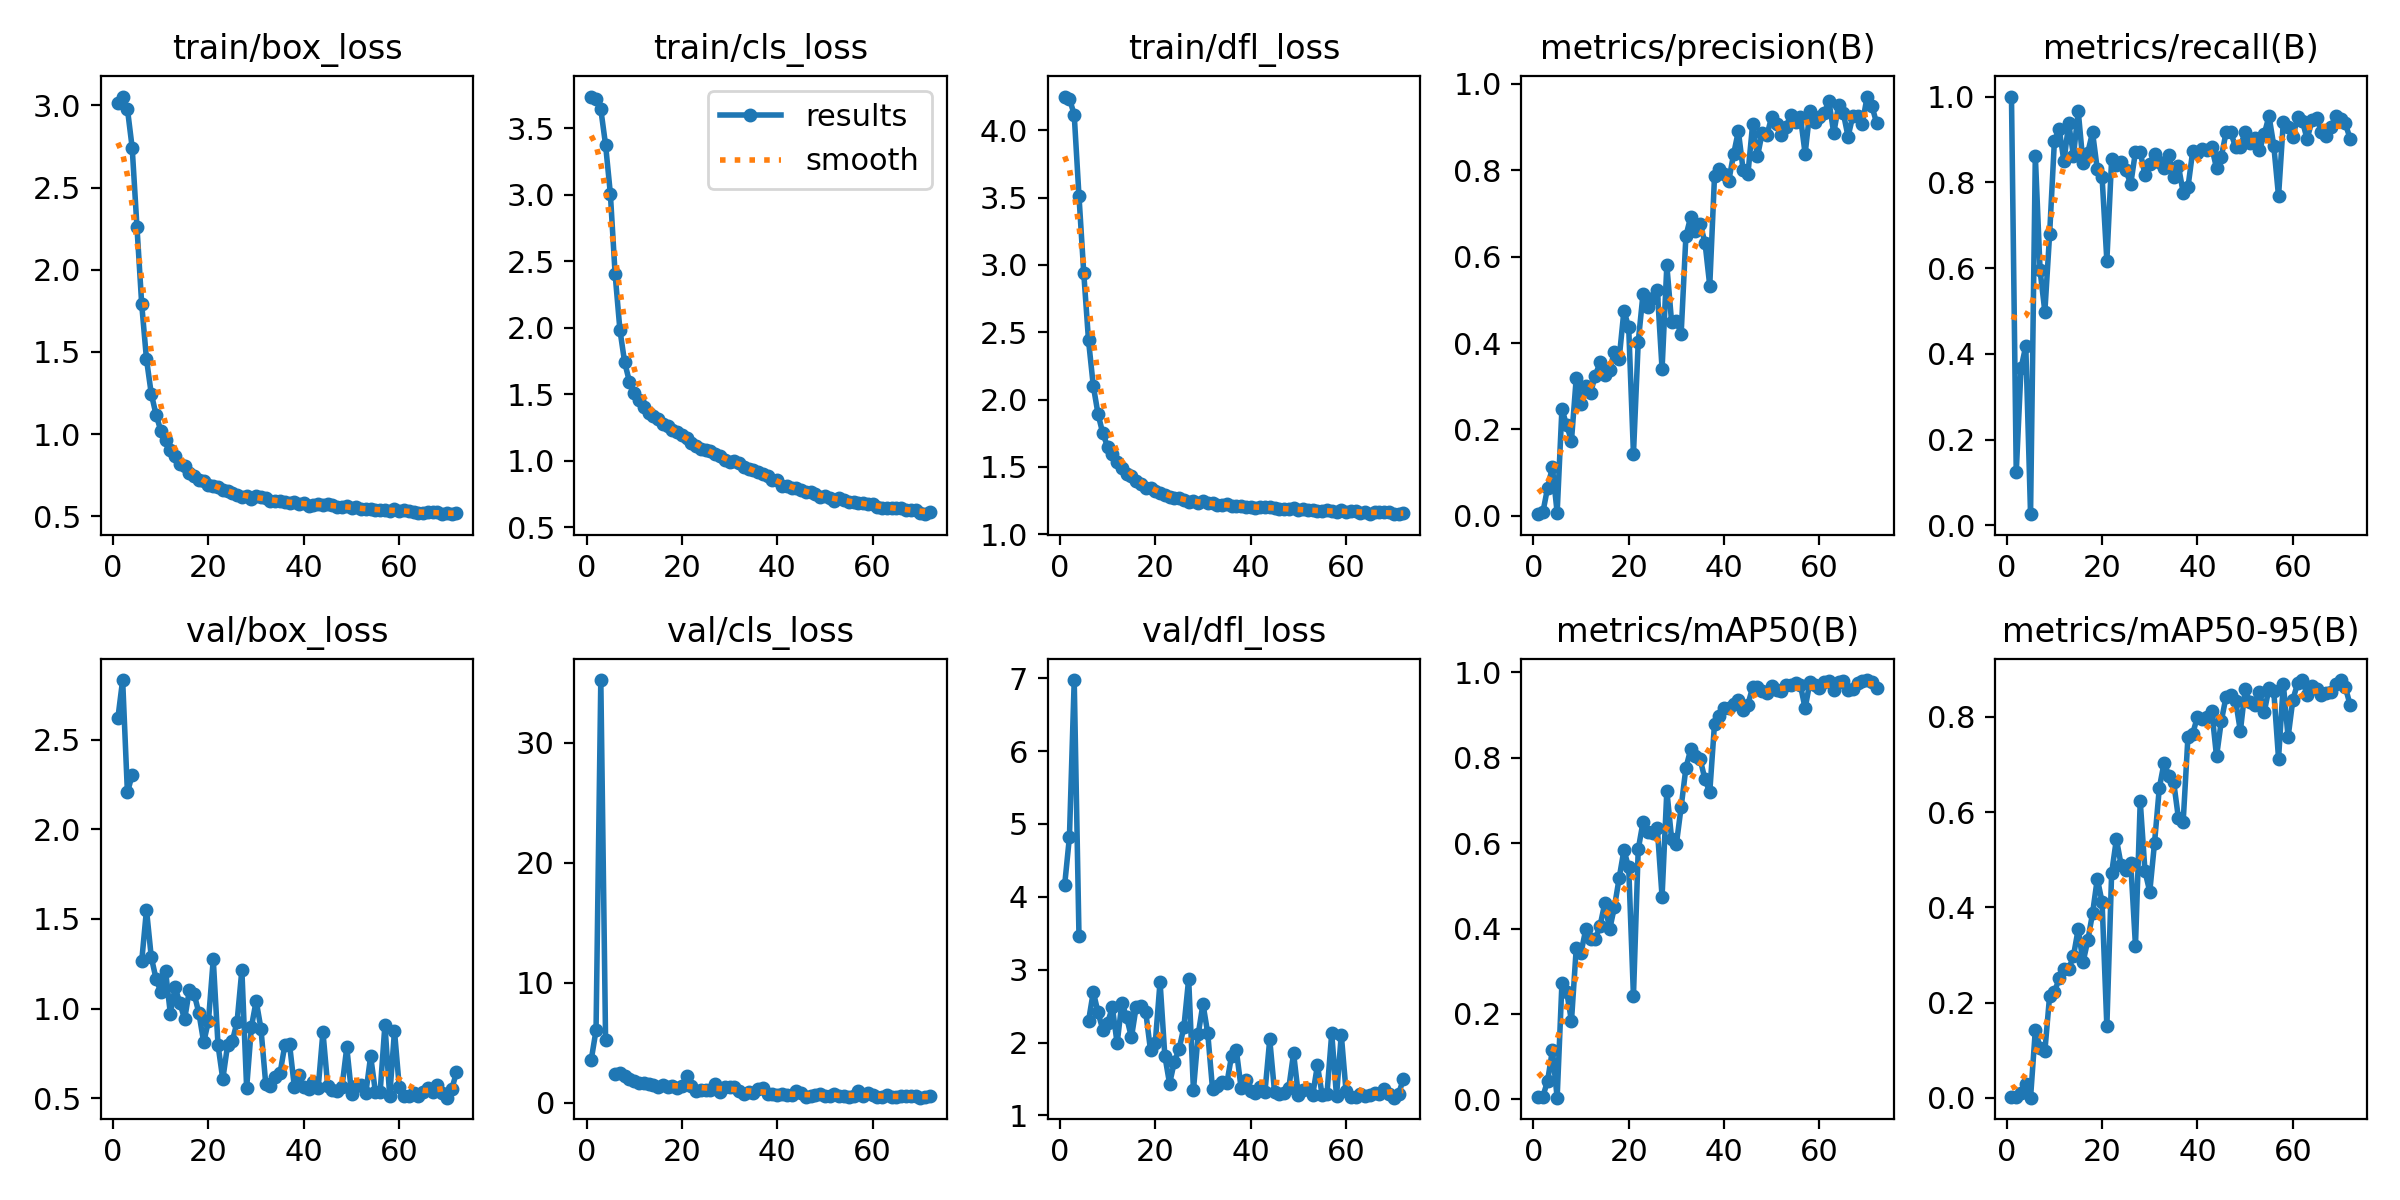 train/box_loss
3.0
2.5
2.0
1.5
1.0
0.5
0 20 40 60
train/cls_loss
results
smooth
3.5
3.0
2.5
2.0
1.5
1.0
0.5
0 20 40 60
train/dfl_loss
4.0
3.5
3.0
2.5
2.0
1.5
1.0
0 20 40 60
metrics/precision(B)
1.0
0.8
0.6
0.4
0.2
0.0
0 20 40 60
metrics/recall(B)
1.0
0.8
0.6
0.4
0.2
0.0
0 20 40 60
val/box_loss
2.5
2.0
1.5
1.0
0.5
0 20 40 60
val/cls_loss
30
20
10
0
0 20 40 60
val/dfl_loss
7
6
5
4
3
2
1
0 20 40 60
metrics/mAP50(B)
1.0
0.8
0.6
0.4
0.2
0.0
0 20 40 60
metrics/mAP50-95(B)
0.8
0.6
0.4
0.2
0.0
0 20 40 60